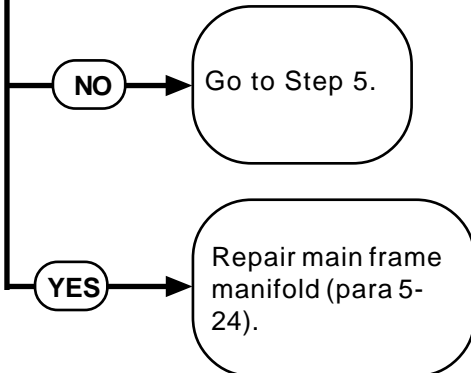 NO
Go to Step 5.
YES
Repair main frame
manifold (para 5-
24).